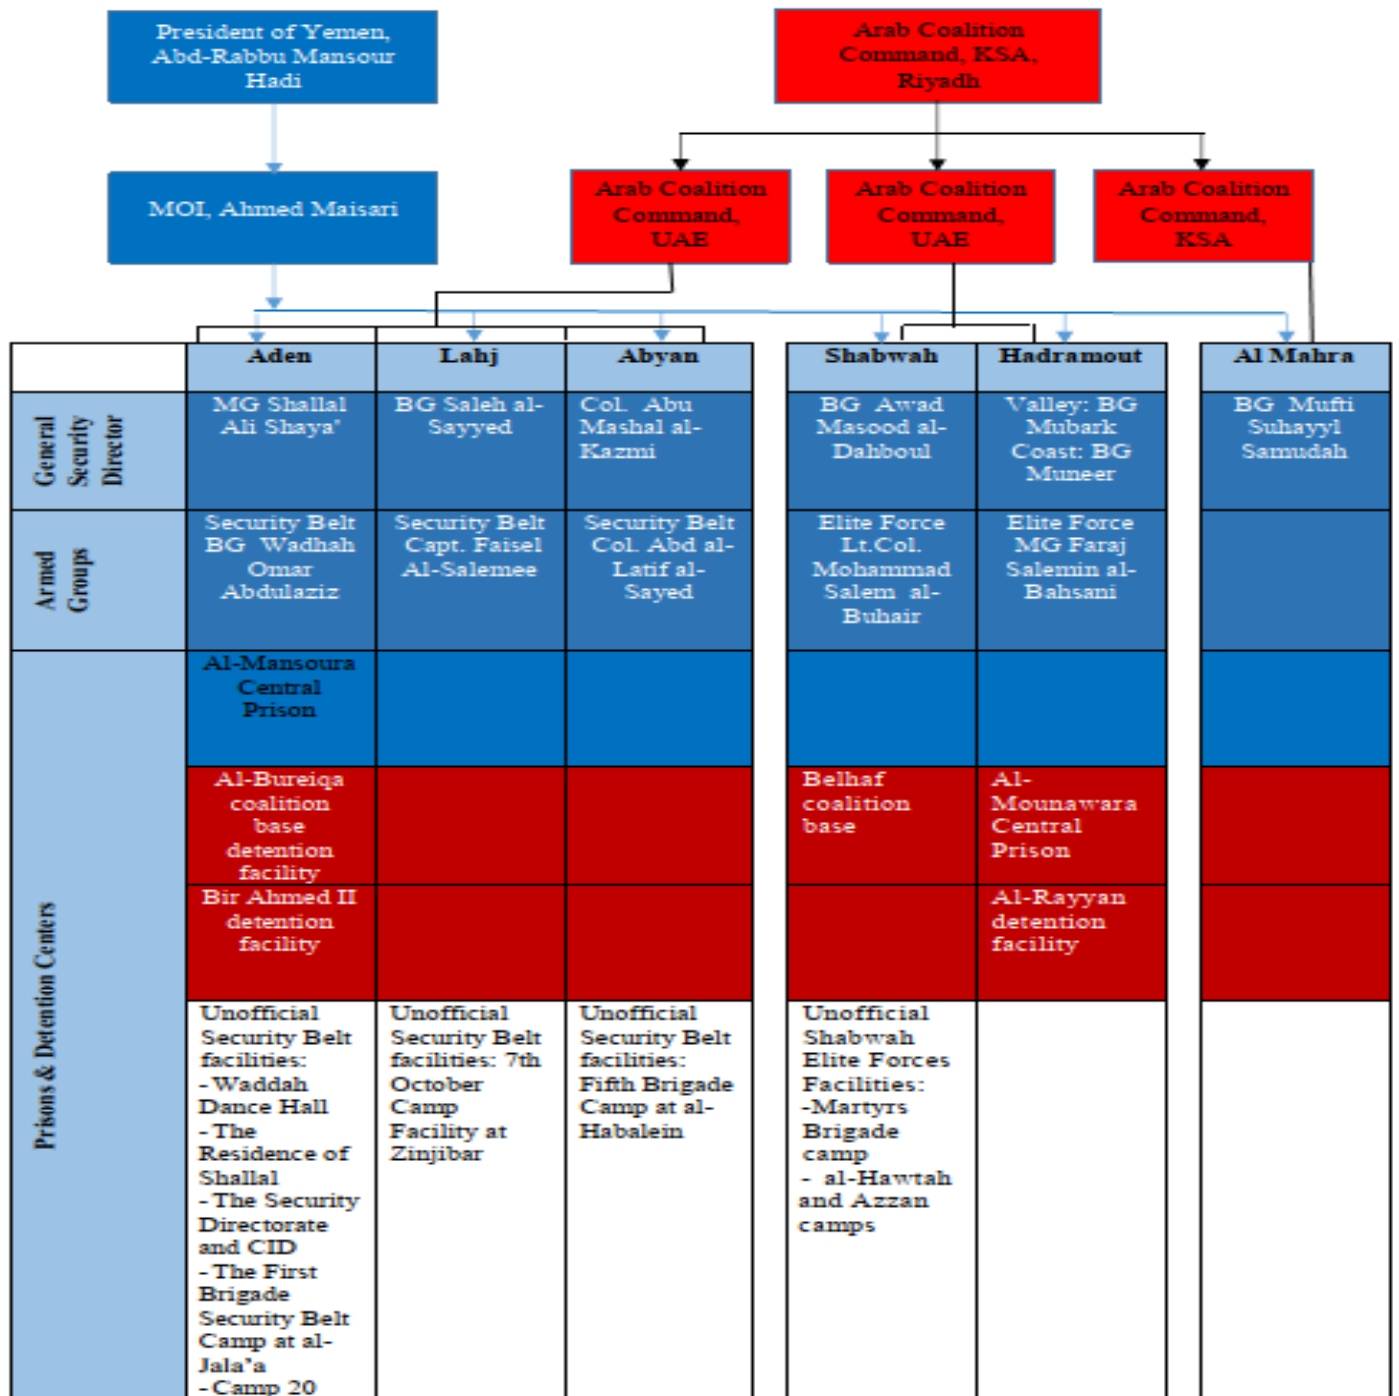 President of Yemen,
Abd-Rabbu Mansour
Hadi
Arab Coalition
Command, KSA,
Riyadh
MOI, Ahmed Maisari
Arab Coalition
Command,
UAE
Arab Coalition
Command,
UAE
Arab Coalition
Command,
KSA
Aden
Lahj
Abyan
Shabwah
Hadramout
Al Mahra
General
Security
Director
MG Shallal
Ali Shaya'
BG Saleh al-
Sayyed
Col. Abu
Mashal al-
Kazmi
BG Awad
Masood al-
Dahboul
Valley: BG
Mubark
Coast: BG
Muneer
BG Mufti
Suhayyl
Samudah
Armed
Groups
Security Belt
BG Wadhah
Omar
Abdulaziz
Security Belt
Capt. Faisel
Al-Salemee
Security Belt
Col. Abd al-
Latif al-
Sayed
Elite Force
Lt.Col.
Mohammad
Salem al-
Buhair
Elite Force
MG Faraj
Salemin al-
Bahsani
Prisons & Detention Centers
Al-Mansoura
Central
Prison
Al-Bureiqa
coalition
base
detention
facility
Belhaf
coalition
base
Al-
Mounawara
Central
Prison
Bir Ahmed II
detention
facility
Al-Rayyan
detention
facility
Unofficial
Security Belt
facilities:
- Waddah
Dance Hall
- The
Residence of
Shallal
- The Security
Directorate
and CID
- The First
Brigade
Security Belt
Camp at al-
Jala’a
- Camp 20
Unofficial
Security Belt
facilities: 7th
October
Camp
Facility at
Zinjibar
Unofficial
Security Belt
facilities:
Fifth Brigade
Camp at al-
Habalein
Unofficial
Shabwah
Elite Forces
Facilities:
-Martyrs
Brigade
camp
- al-Hawtah
and Azzan
camps